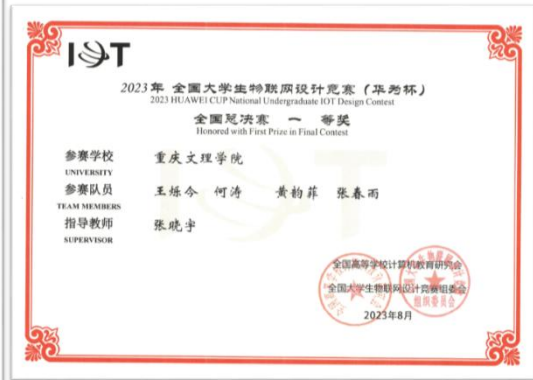 IOT
2023年 全国大学生物联网设计竞赛（华为杯）
2023 HUAWEI CUP National Undergraduate IOT Design Contest
全国总决赛 一 等奖
Honored with First Prize in Final Contest
参赛学校 重庆文理学院
UNIVERSITY
参赛队员 王烁今 何涛 黄韵菲 张春雨
TEAM MEMBERS
指导教师 张晓宇
SUPERVISOR
全国高等学校计算机教育研究会
全国大学生物联网设计竞赛组委会
组织委员会
2023年8月